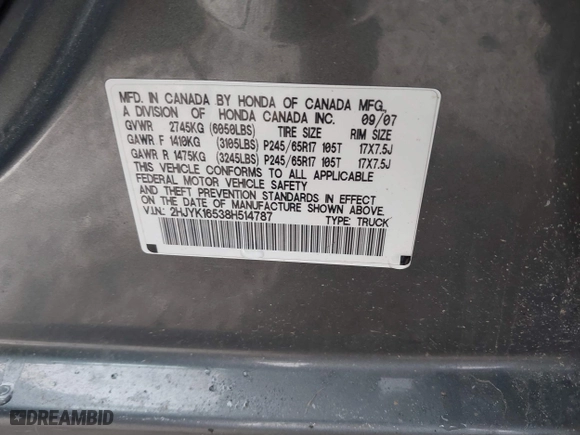 MFD. IN CANADA BY HONDA OF CANADA MFG.,
A DIVISION OF HONDA CANADA INC. 09/07
GVWR 2745KG (6050LBS) TIRE SIZE RIM SIZE
GAWR F 1410KG (3105LBS) P245/65R17 105T 17X7.5J
GAWR R 1475KG (3245LBS) P245/65R17 105T 17X7.5J
THIS VEHICLE CONFORMS TO ALL APPLICABLE
FEDERAL MOTOR VEHICLE SAFETY
AND THEFT PREVENTION STANDARDS IN EFFECT
ON THE DATE OF MANUFACTURE SHOWN ABOVE.
V.I.N: 2HJYK16538H514787 TYPE: TRUCK
DREAMBID